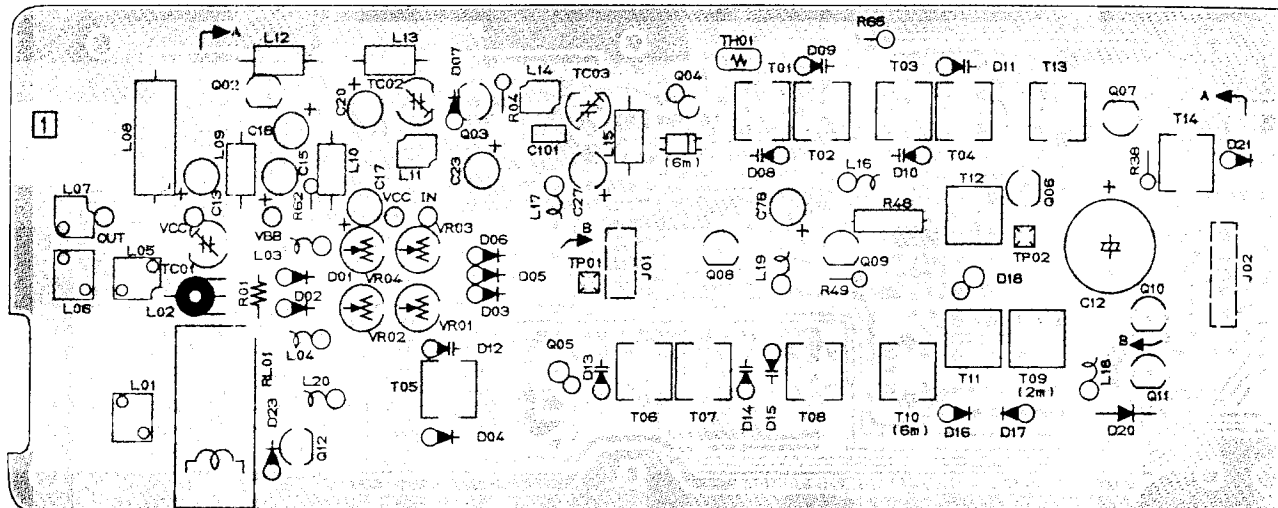 R66
A
L12
L13
D07
TH01
D09
T01
T03
D11
T13
TC02
L14
TC03
Q04
Q02
C20
R04
Q07
A
1
L08
C18
Q03
C101
L15
(6m)
T14
L09
C15
L10
L11
C23
D08
T02
L16
D10
T04
R38
D21
L07
C13
R62
C17
VCC IN
L17
C27
C78
R48
T12
Q06
OUT
VCC
VBB
VR03
B
L05
TC01
L03
D06
TP01
J01
Q08
L19
Q09
TP02
J02
D01
VR04
D05
R49
D18
L06
L02
R01
D02
D03
C12
Q10
VR02
VR01
L04
D12
Q05
D13
B
RL01
L20
T05
D14
D15
T11
T09
(2m)
L18
L01
D23
T06
T07
T08
T10
(6m)
Q11
Q12
D04
D16
D17
D20